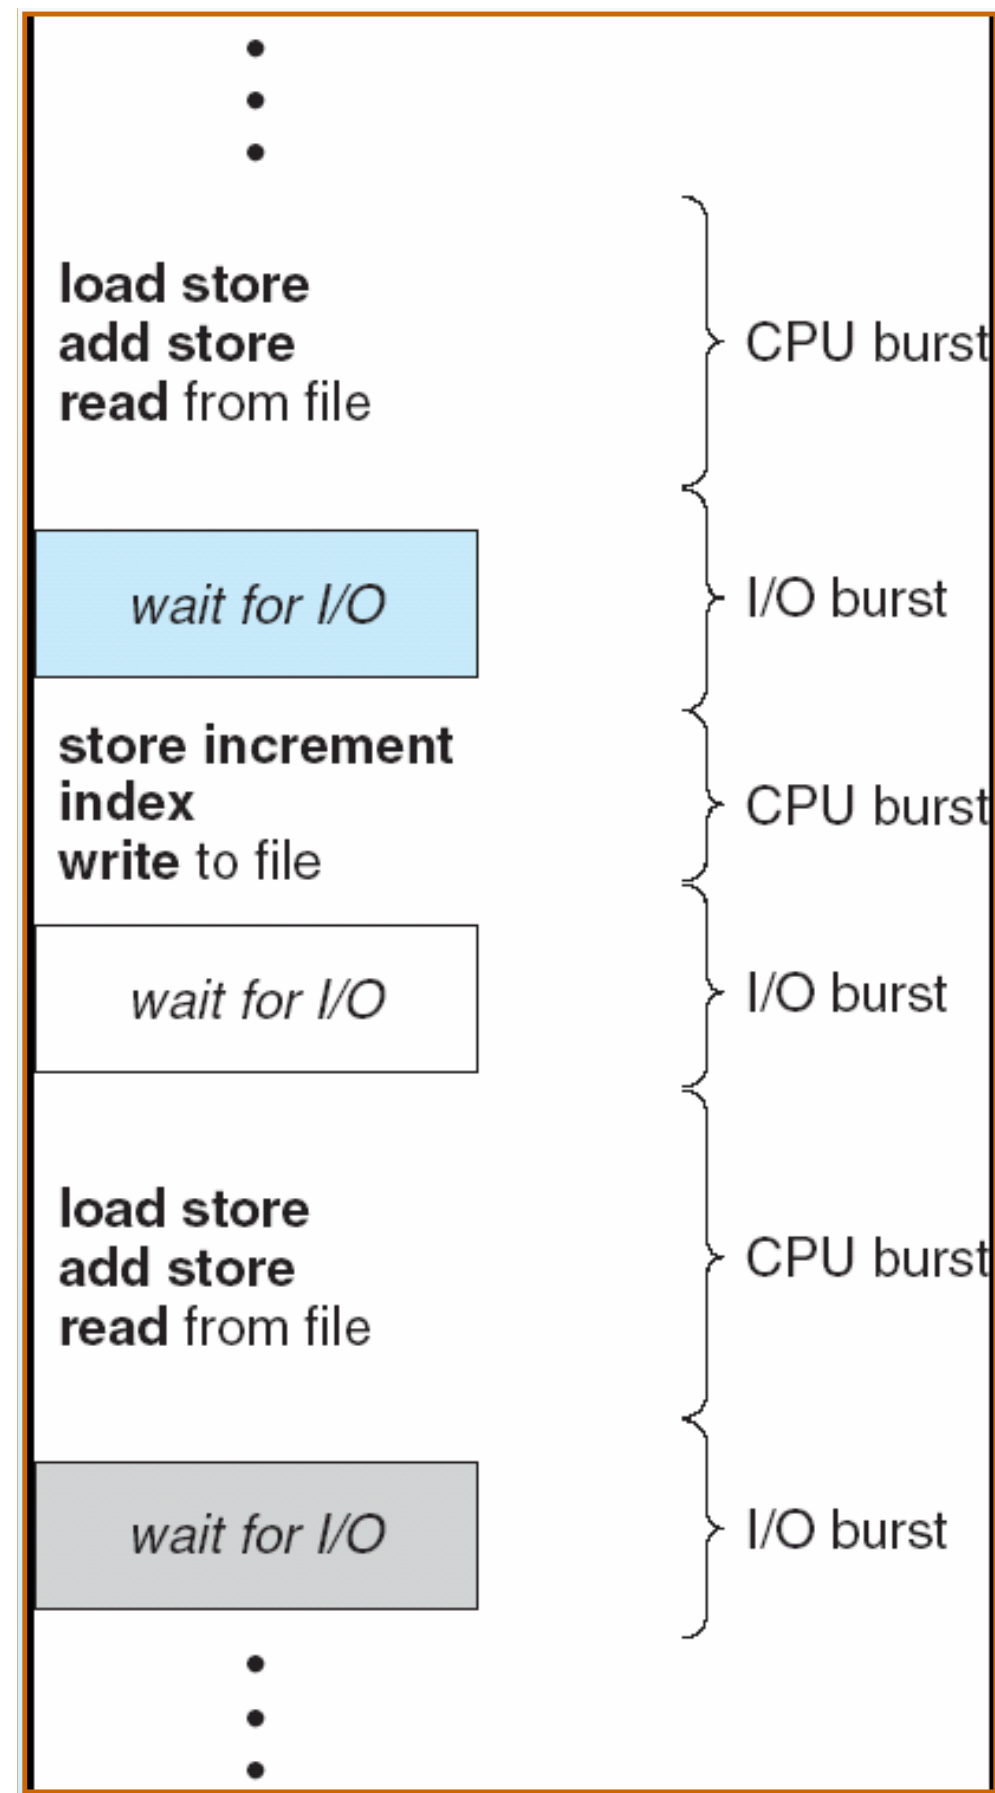 load store
add store
read from file
CPU burst
wait for I/O
I/O burst
store increment
index
write to file
CPU burst
wait for I/O
I/O burst
load store
add store
read from file
CPU burst
wait for I/O
I/O burst